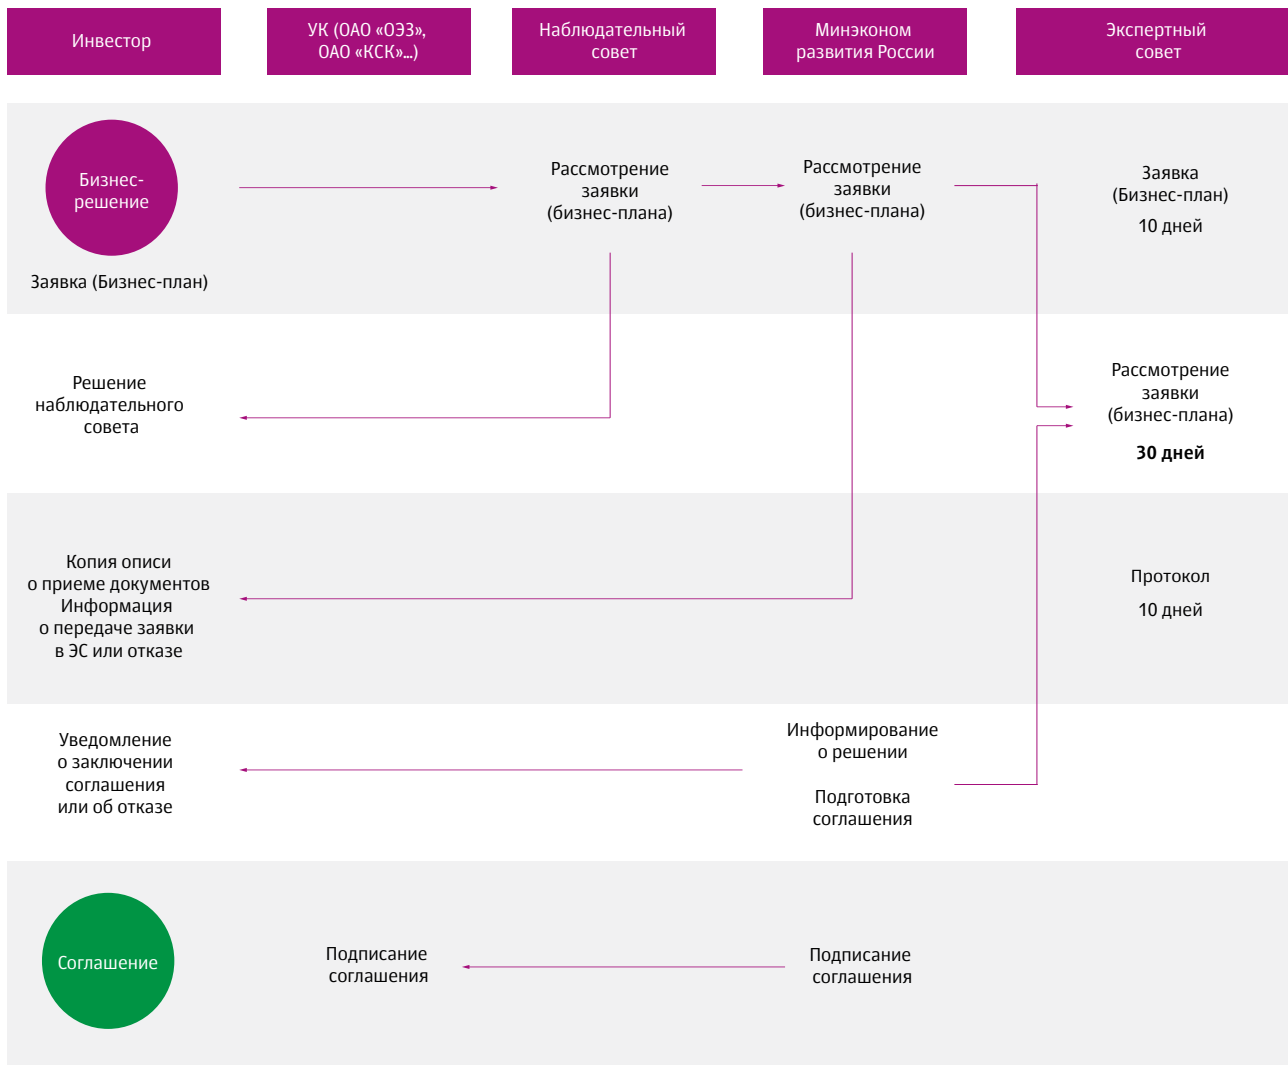 Инвестор
УК (ОАО «ОЭЗ»,
ОАО «КСК»...)
Наблюдательный
совет
Минэконом
развития России
Экспертный
совет
Бизнес-
решение
Заявка (Бизнес-план)
Рассмотрение
заявки
(бизнес-плана)
Рассмотрение
заявки
(бизнес-плана)
Заявка
(Бизнес-план)
10 дней
Решение
наблюдательного
совета
Рассмотрение
заявки
(бизнес-плана)
30 дней
Копия описи
о приеме документов
Информация
о передаче заявки
в ЭС или отказе
Протокол
10 дней
Уведомление
о заключении
соглашения
или об отказе
Информирование
о решении
Подготовка
соглашения
Соглашение
Подписание
соглашения
Подписание
соглашения